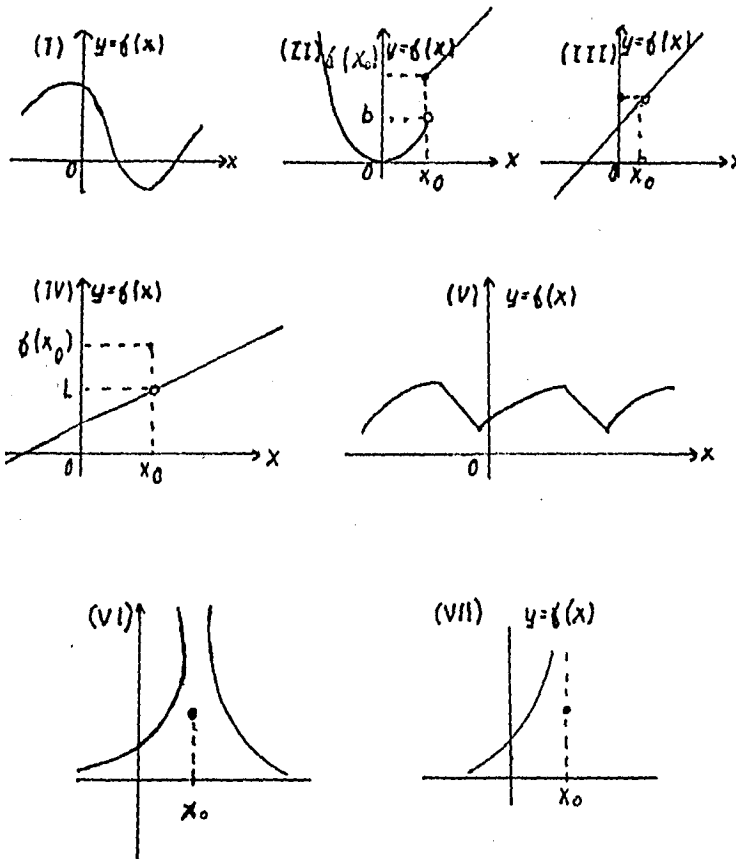 (I) y=f(x)
0 x
(II) f(x₀) y=f(x)
b
0 x₀ x
(III) y=f(x)
0 x₀ x
(IV) y=f(x)
f(x₀)
L
0 x₀ x
(V) y=f(x)
0 x
(VI)
x₀
(VII) y=f(x)
x₀